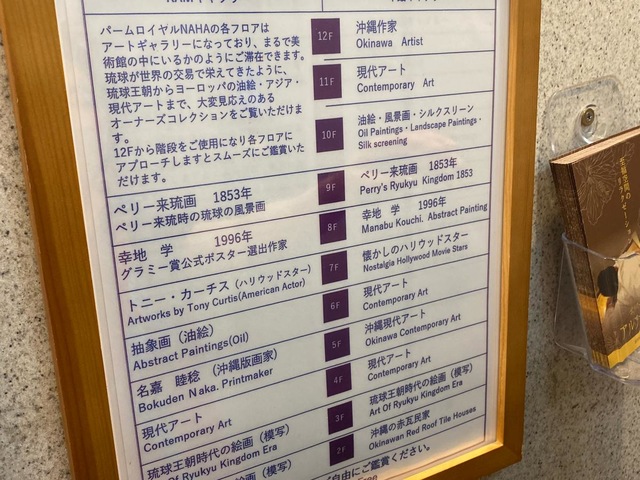 パームロイヤルNAHAの各フロアは
アートギャラリーになっており、まるで美
術館の中にいるかのようにご滞在できます。
琉球が世界の交易で栄えてきたように、
琉球王朝からヨーロッパの油絵・アジア・
現代アートまで、大変見応えのある
オーナーズコレクションをご覧いただけま
す。
12Fから階段をご使用になり各フロアに
アプローチしますとスムーズにご鑑賞いた
だけます。
12F
沖縄作家
Okinawa Artist
11F
現代アート
Contemporary Art
10F
油絵・風景画・シルクスリーン
Oil Paintings・Landscape Paintings・
Silk screening
ペリー来琉画 1853年
ペリー来琉時の琉球の風景画
9F
ペリー来琉画 1853年
Perry's Ryukyu Kingdom 1853
幸地 学 1996年
グラミー賞公式ポスター選出作家
8F
幸地 学 1996年
Manabu Kouchi. Abstract Painting
トニー・カーチス(ハリウッドスター)
Artworks by Tony Curtis(American Actor)
7F
懐かしのハリウッドスター
Nostalgia Hollywood Movie Stars
抽象画(油絵)
Abstract Paintings(Oil)
6F
現代アート
Contemporary Art
名嘉 睦稔 (沖縄版画家)
Bokuden Naka. Printmaker
5F
沖縄現代アート
Okinawa Contemporary Art
現代アート
Contemporary Art
4F
現代アート
Contemporary Art
琉球王朝時代の絵画(模写)
Art Of Ryukyu Kingdom Era
3F
琉球王朝時代の絵画(模写)
Art Of Ryukyu Kingdom Era
2F
沖縄の赤瓦民家
Okinawan Red Roof Tile Houses
自由にご鑑賞ください。